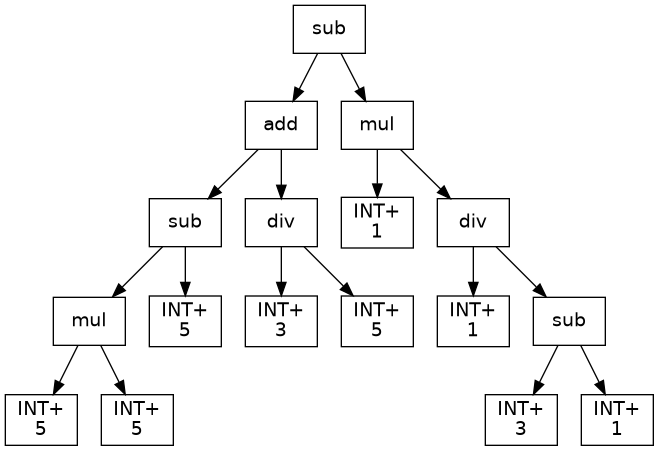 sub
add
mul
sub
div
INT+
1
div
mul
INT+
5
INT+
3
INT+
5
INT+
1
sub
INT+
5
INT+
5
INT+
3
INT+
1